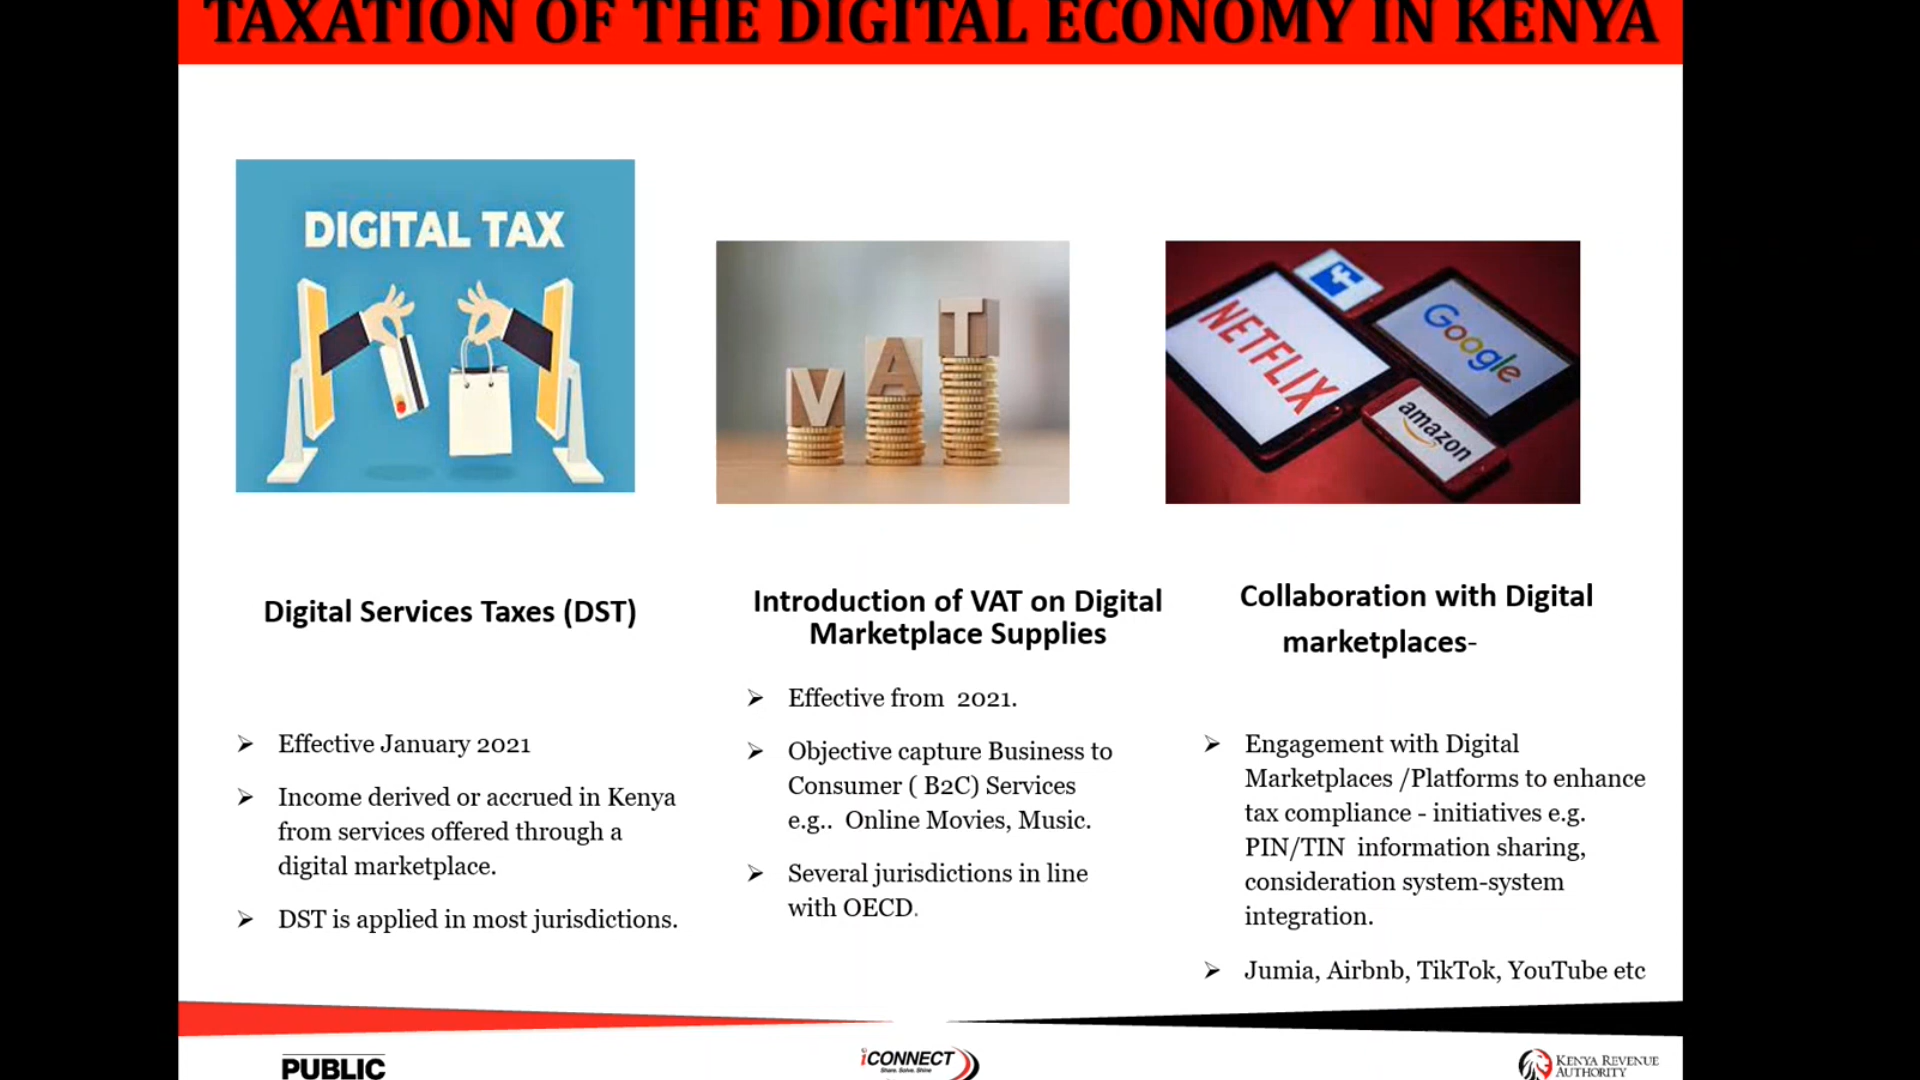 TAXATION OF THE DIGITAL ECONOMY IN KENYA
DIGITAL TAX
VAT
NETFLIX
f
Google
amazon
Digital Services Taxes (DST)
➢ Effective January 2021
➢ Income derived or accrued in Kenya
from services offered through a
digital marketplace.
➢ DST is applied in most jurisdictions.
Introduction of VAT on Digital
Marketplace Supplies
➢ Effective from 2021.
➢ Objective capture Business to
Consumer ( B2C) Services
e.g.. Online Movies, Music.
➢ Several jurisdictions in line
with OECD.
Collaboration with Digital
marketplaces-
➢ Engagement with Digital
Marketplaces /Platforms to enhance
tax compliance - initiatives e.g.
PIN/TIN information sharing,
consideration system-system
integration.
➢ Jumia, Airbnb, TikTok, YouTube etc
PUBLIC
iCONNECT
Share. Solve. Shine
KENYA REVENUE
AUTHORITY